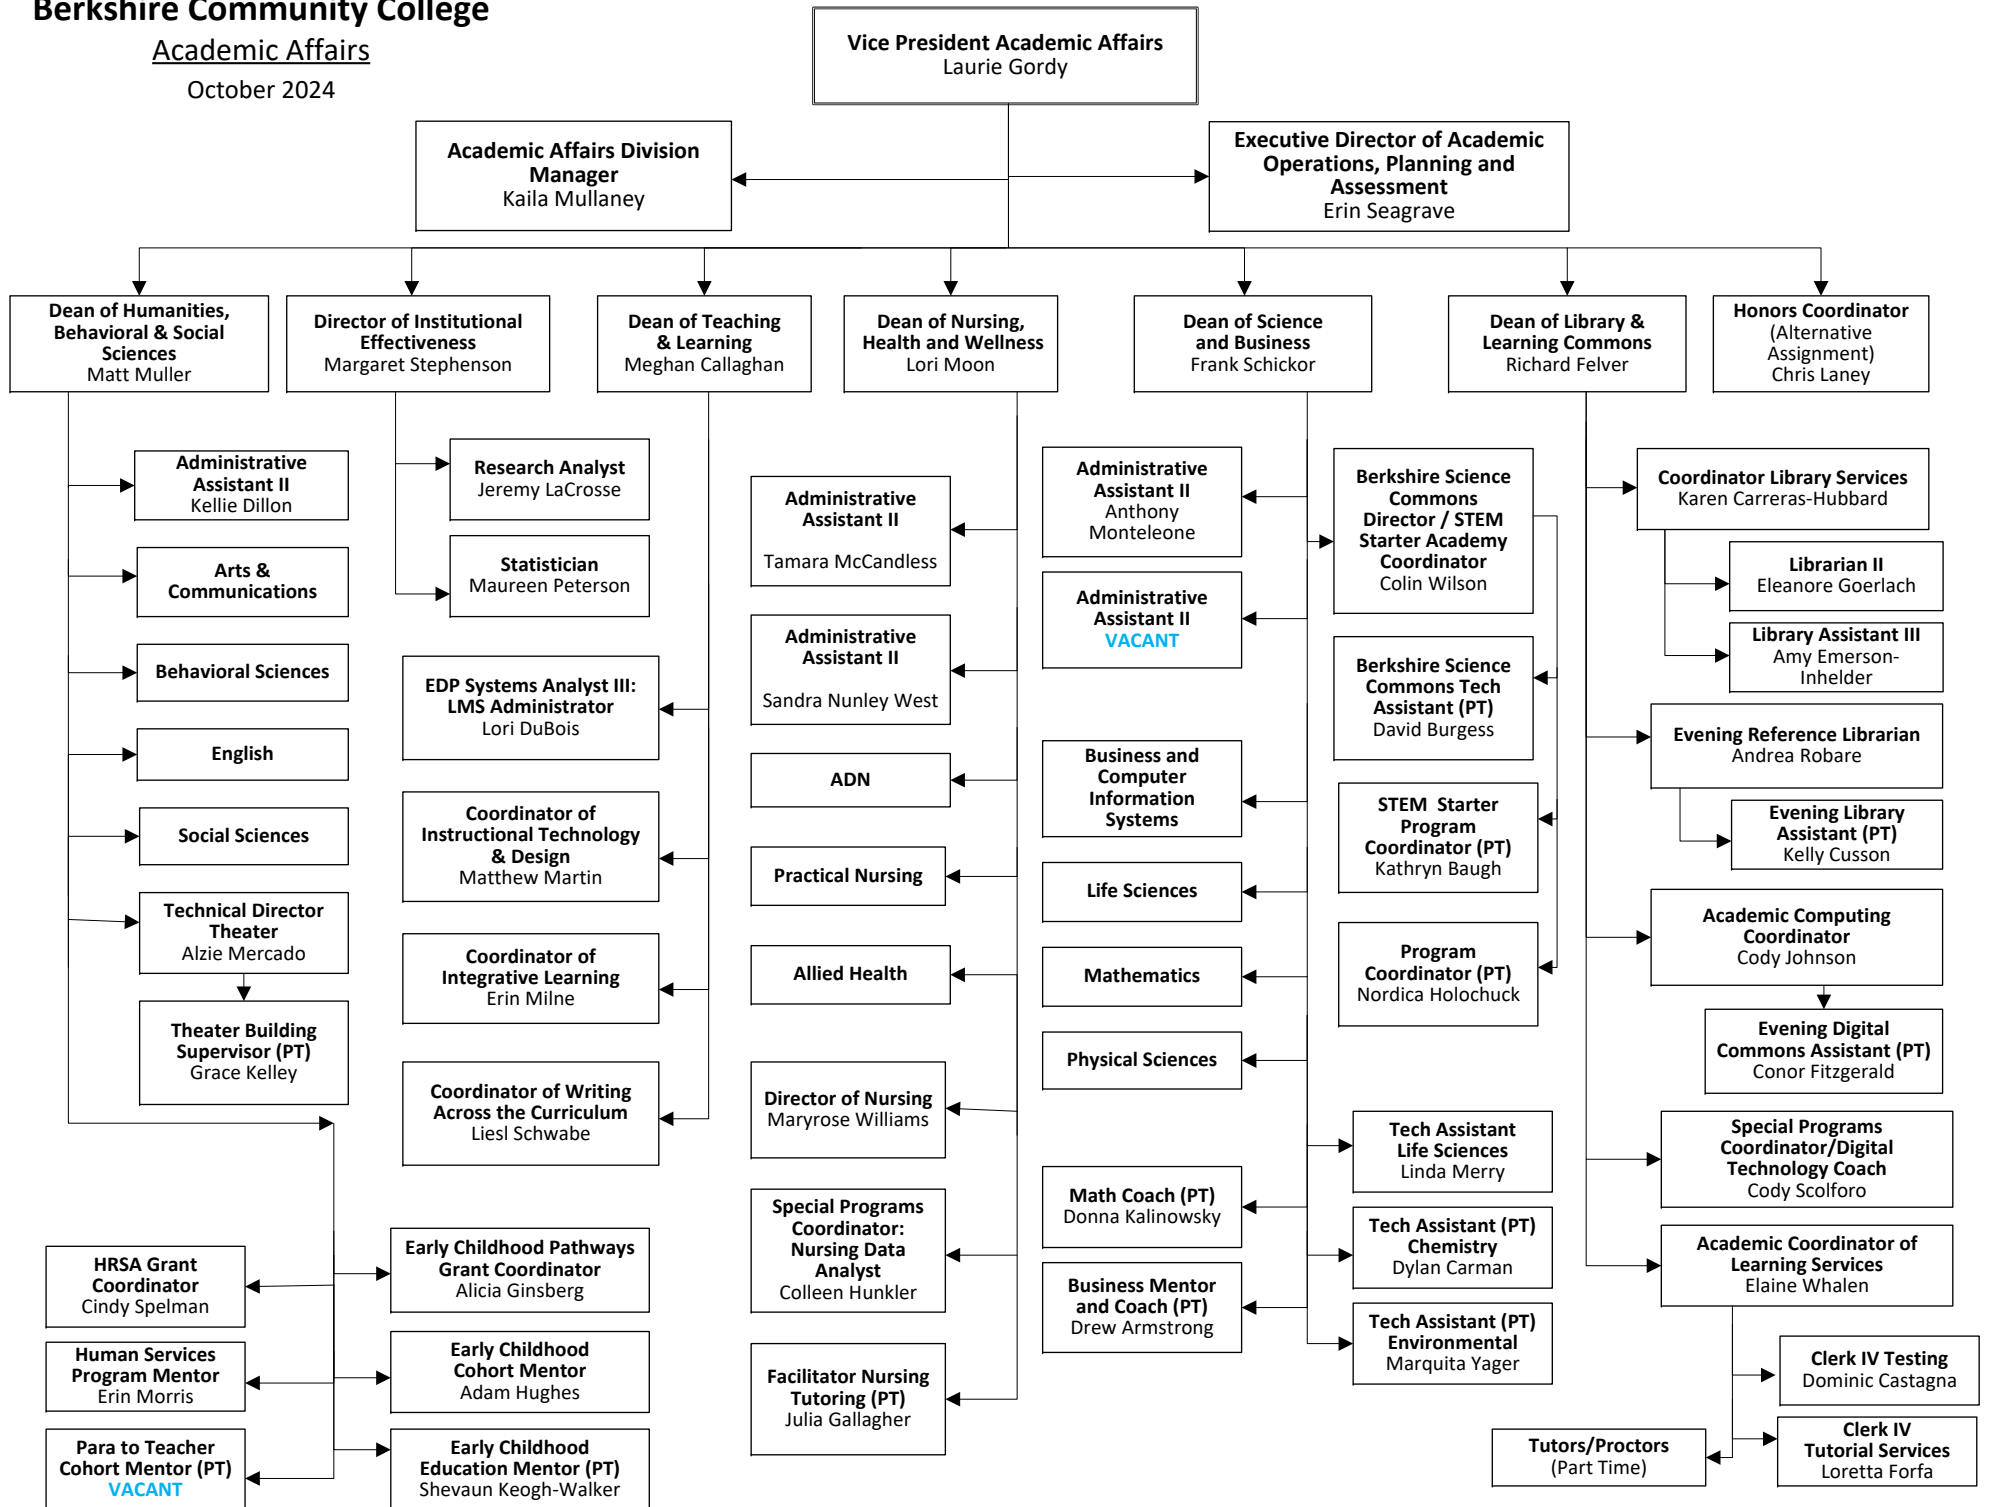 Berkshire Community College
Academic Affairs
October 2024
Vice President Academic Affairs
Laurie Gordy
Academic Affairs Division
Manager
Kaila Mullaney
Executive Director of Academic
Operations, Planning and
Assessment
Erin Seagrave
Dean of Humanities,
Behavioral & Social
Sciences
Matt Muller
Director of Institutional
Effectiveness
Margaret Stephenson
Dean of Teaching
& Learning
Meghan Callaghan
Dean of Nursing,
Health and Wellness
Lori Moon
Dean of Science
and Business
Frank Schickor
Dean of Library &
Learning Commons
Richard Felver
Honors Coordinator
(Alternative
Assignment)
Chris Laney
Administrative
Assistant II
Kellie Dillon
Arts &
Communications
Behavioral Sciences
English
Social Sciences
Technical Director
Theater
Alzie Mercado
Theater Building
Supervisor (PT)
Grace Kelley
HRSA Grant
Coordinator
Cindy Spelman
Human Services
Program Mentor
Erin Morris
Para to Teacher
Cohort Mentor (PT)
VACANT
Early Childhood Pathways
Grant Coordinator
Alicia Ginsberg
Early Childhood
Cohort Mentor
Adam Hughes
Early Childhood
Education Mentor (PT)
Shevaun Keogh-Walker
Research Analyst
Jeremy LaCrosse
Statistician
Maureen Peterson
EDP Systems Analyst III:
LMS Administrator
Lori DuBois
Coordinator of
Instructional Technology
& Design
Matthew Martin
Coordinator of
Integrative Learning
Erin Milne
Coordinator of Writing
Across the Curriculum
Liesl Schwabe
Administrative
Assistant II
Tamara McCandless
Administrative
Assistant II
Sandra Nunley West
ADN
Practical Nursing
Allied Health
Director of Nursing
Maryrose Williams
Special Programs
Coordinator:
Nursing Data
Analyst
Colleen Hunkler
Facilitator Nursing
Tutoring (PT)
Julia Gallagher
Administrative
Assistant II
Anthony
Monteleone
Administrative
Assistant II
VACANT
Business and
Computer
Information
Systems
Life Sciences
Mathematics
Physical Sciences
Math Coach (PT)
Donna Kalinowsky
Business Mentor
and Coach (PT)
Drew Armstrong
Berkshire Science
Commons
Director / STEM
Starter Academy
Coordinator
Colin Wilson
Berkshire Science
Commons Tech
Assistant (PT)
David Burgess
STEM  Starter
Program
Coordinator (PT)
Kathryn Baugh
Program
Coordinator (PT)
Nordica Holochuck
Tech Assistant
Life Sciences
Linda Merry
Tech Assistant (PT)
Chemistry
Dylan Carman
Tech Assistant (PT)
Environmental
Marquita Yager
Coordinator Library Services
Karen Carreras-Hubbard
Librarian II
Eleanore Goerlach
Library Assistant III
Amy Emerson-
Inhelder
Evening Reference Librarian
Andrea Robare
Evening Library
Assistant (PT)
Kelly Cusson
Academic Computing
Coordinator
Cody Johnson
Evening Digital
Commons Assistant (PT)
Conor Fitzgerald
Special Programs
Coordinator/Digital
Technology Coach
Cody Scolforo
Academic Coordinator of
Learning Services
Elaine Whalen
Clerk IV Testing
Dominic Castagna
Tutors/Proctors
(Part Time)
Clerk IV
Tutorial Services
Loretta Forfa